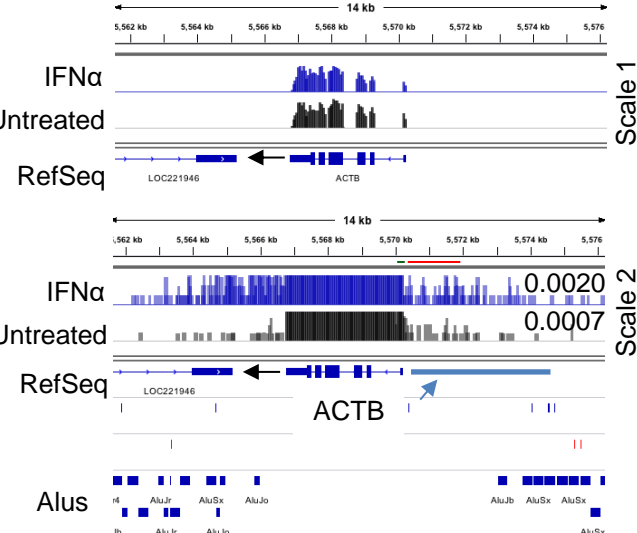 14 kb
5,562 kb 5,564 kb 5,566 kb 5,568 kb 5,570 kb 5,572 kb 5,574 kb 5,576
IFNα
Untreated
Scale 1
RefSeq
LOC221946 ACTB
14 kb
5,562 kb 5,564 kb 5,566 kb 5,568 kb 5,570 kb 5,572 kb 5,574 kb 5,576
IFNα 0.0020
Untreated 0.0007
Scale 2
RefSeq
LOC221946
ACTB
Alus
r4 AluJr AluSx AluJo AluJb AluSx AluSx
Jb AluJr AluJo AluSx